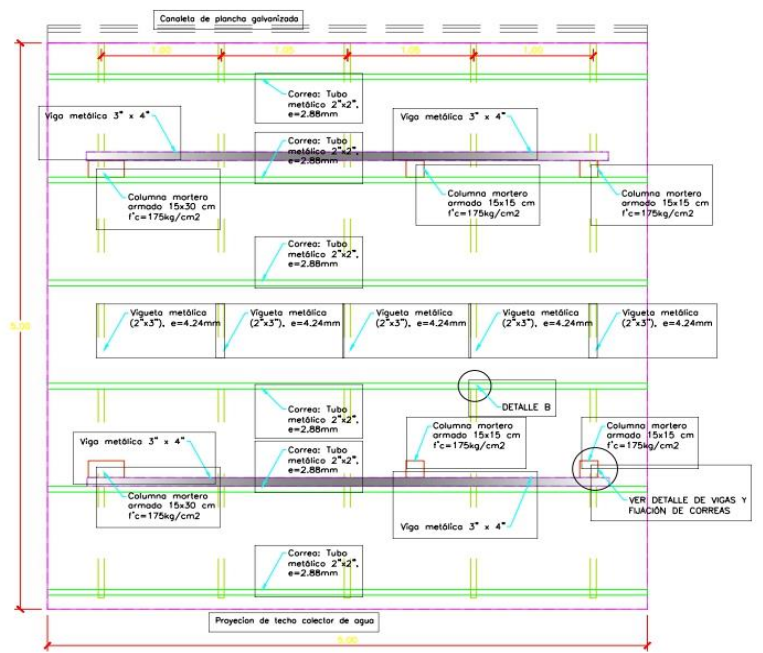 Canaleta de plancha galvanizada
1.00
1.00
1.00
1.00
Correa: Tubo
metálico 2"x2",
e=2.88mm
Viga metálica 3" x 4"
Viga metálica 3" x 4"
Correa: Tubo
metálico 2"x2",
e=2.88mm
Columna mortero
armado 15x30 cm
f'c=175kg/cm2
Columna mortero
armado 15x15 cm
f'c=175kg/cm2
Columna mortero
armado 15x15 cm
f'c=175kg/cm2
Correa: Tubo
metálico 2"x2",
e=2.88mm
Vigueta metálica
(2"x3"), e=4.24mm
Vigueta metálica
(2"x3"), e=4.24mm
Vigueta metálica
(2"x3"), e=4.24mm
Vigueta metálica
(2"x3"), e=4.24mm
Vigueta metálica
(2"x3"), e=4.24mm
5.00
Correa: Tubo
metálico 2"x2",
e=2.88mm
DETALLE B
Viga metálica 3" x 4"
Columna mortero
armado 15x15 cm
f'c=175kg/cm2
Columna mortero
armado 15x15 cm
f'c=175kg/cm2
Correa: Tubo
metálico 2"x2",
e=2.88mm
Columna mortero
armado 15x30 cm
f'c=175kg/cm2
Viga metálica 3" x 4"
VER DETALLE DE VIGAS Y
FIJACIÓN DE CORREAS
Correa: Tubo
metálico 2"x2",
e=2.88mm
Proyecion de techo colector de agua
5.00